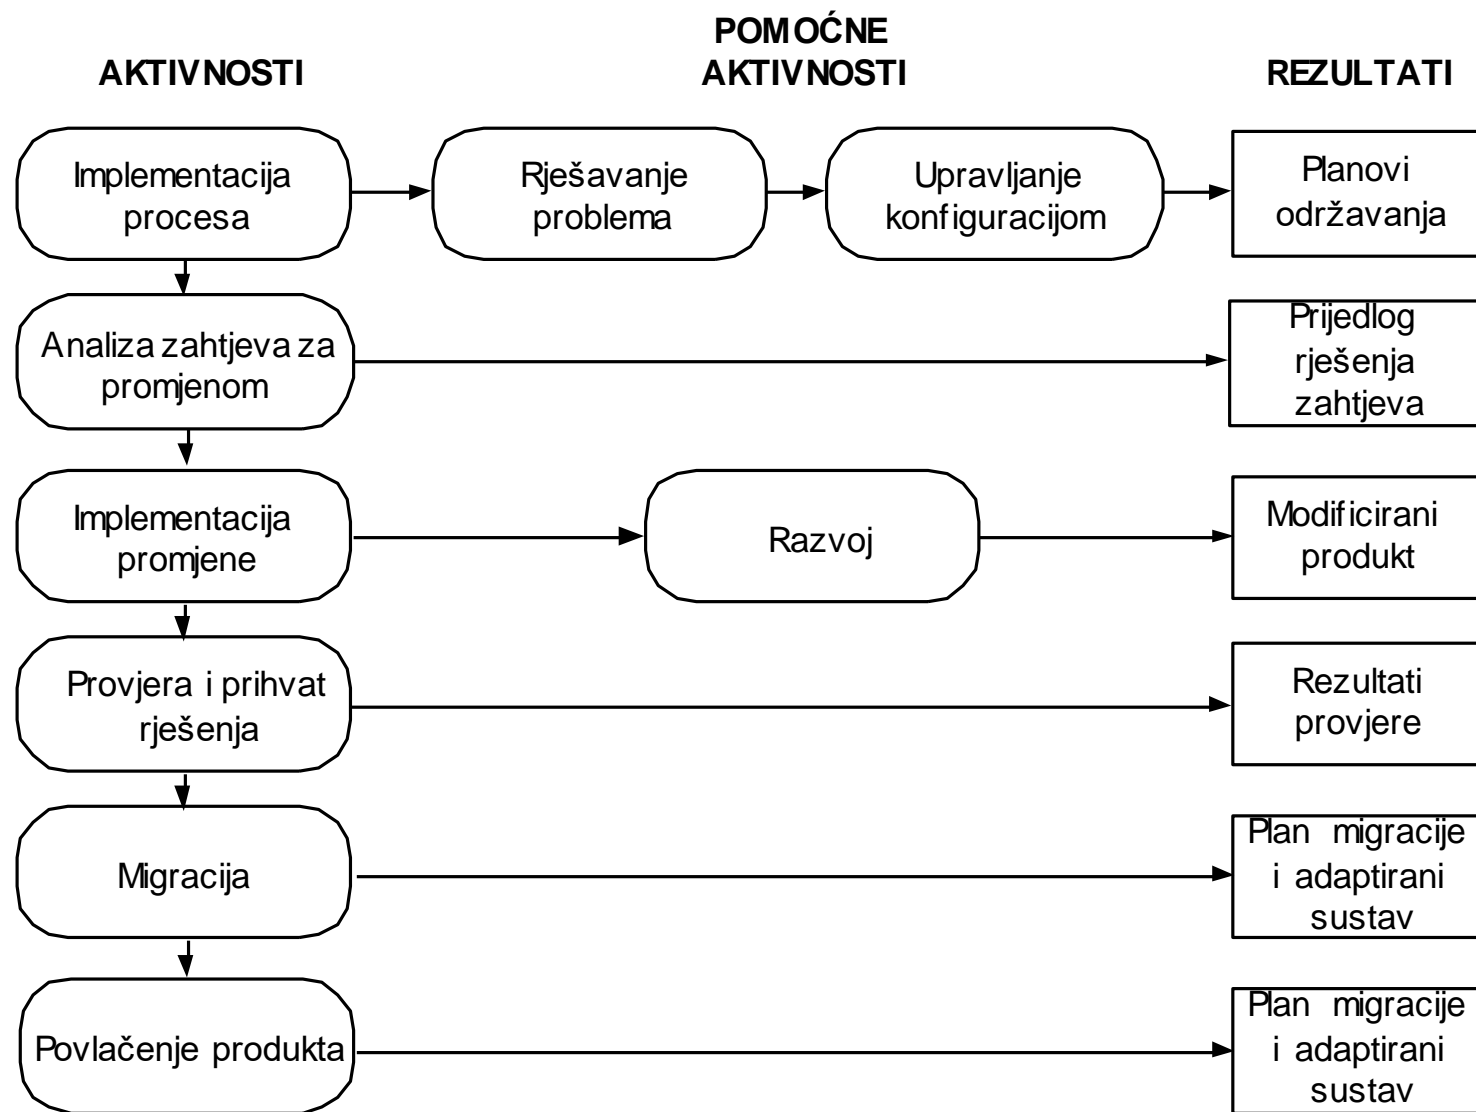 POMOĆNE
AKTIVNOSTI AKTIVNOSTI REZULTATI
Implementacija
procesa
Rješavanje
problema
Upravljanje
konfiguracijom
Planovi
održavanja
Analiza zahtjeva za
promjenom
Prijedlog
rješenja
zahtjeva
Implementacija
promjene
Razvoj
Modificirani
produkt
Provjera i prihvat
rješenja
Rezultati
provjere
Migracija
Plan migracije
i adaptirani
sustav
Povlačenje produkta
Plan migracije
i adaptirani
sustav